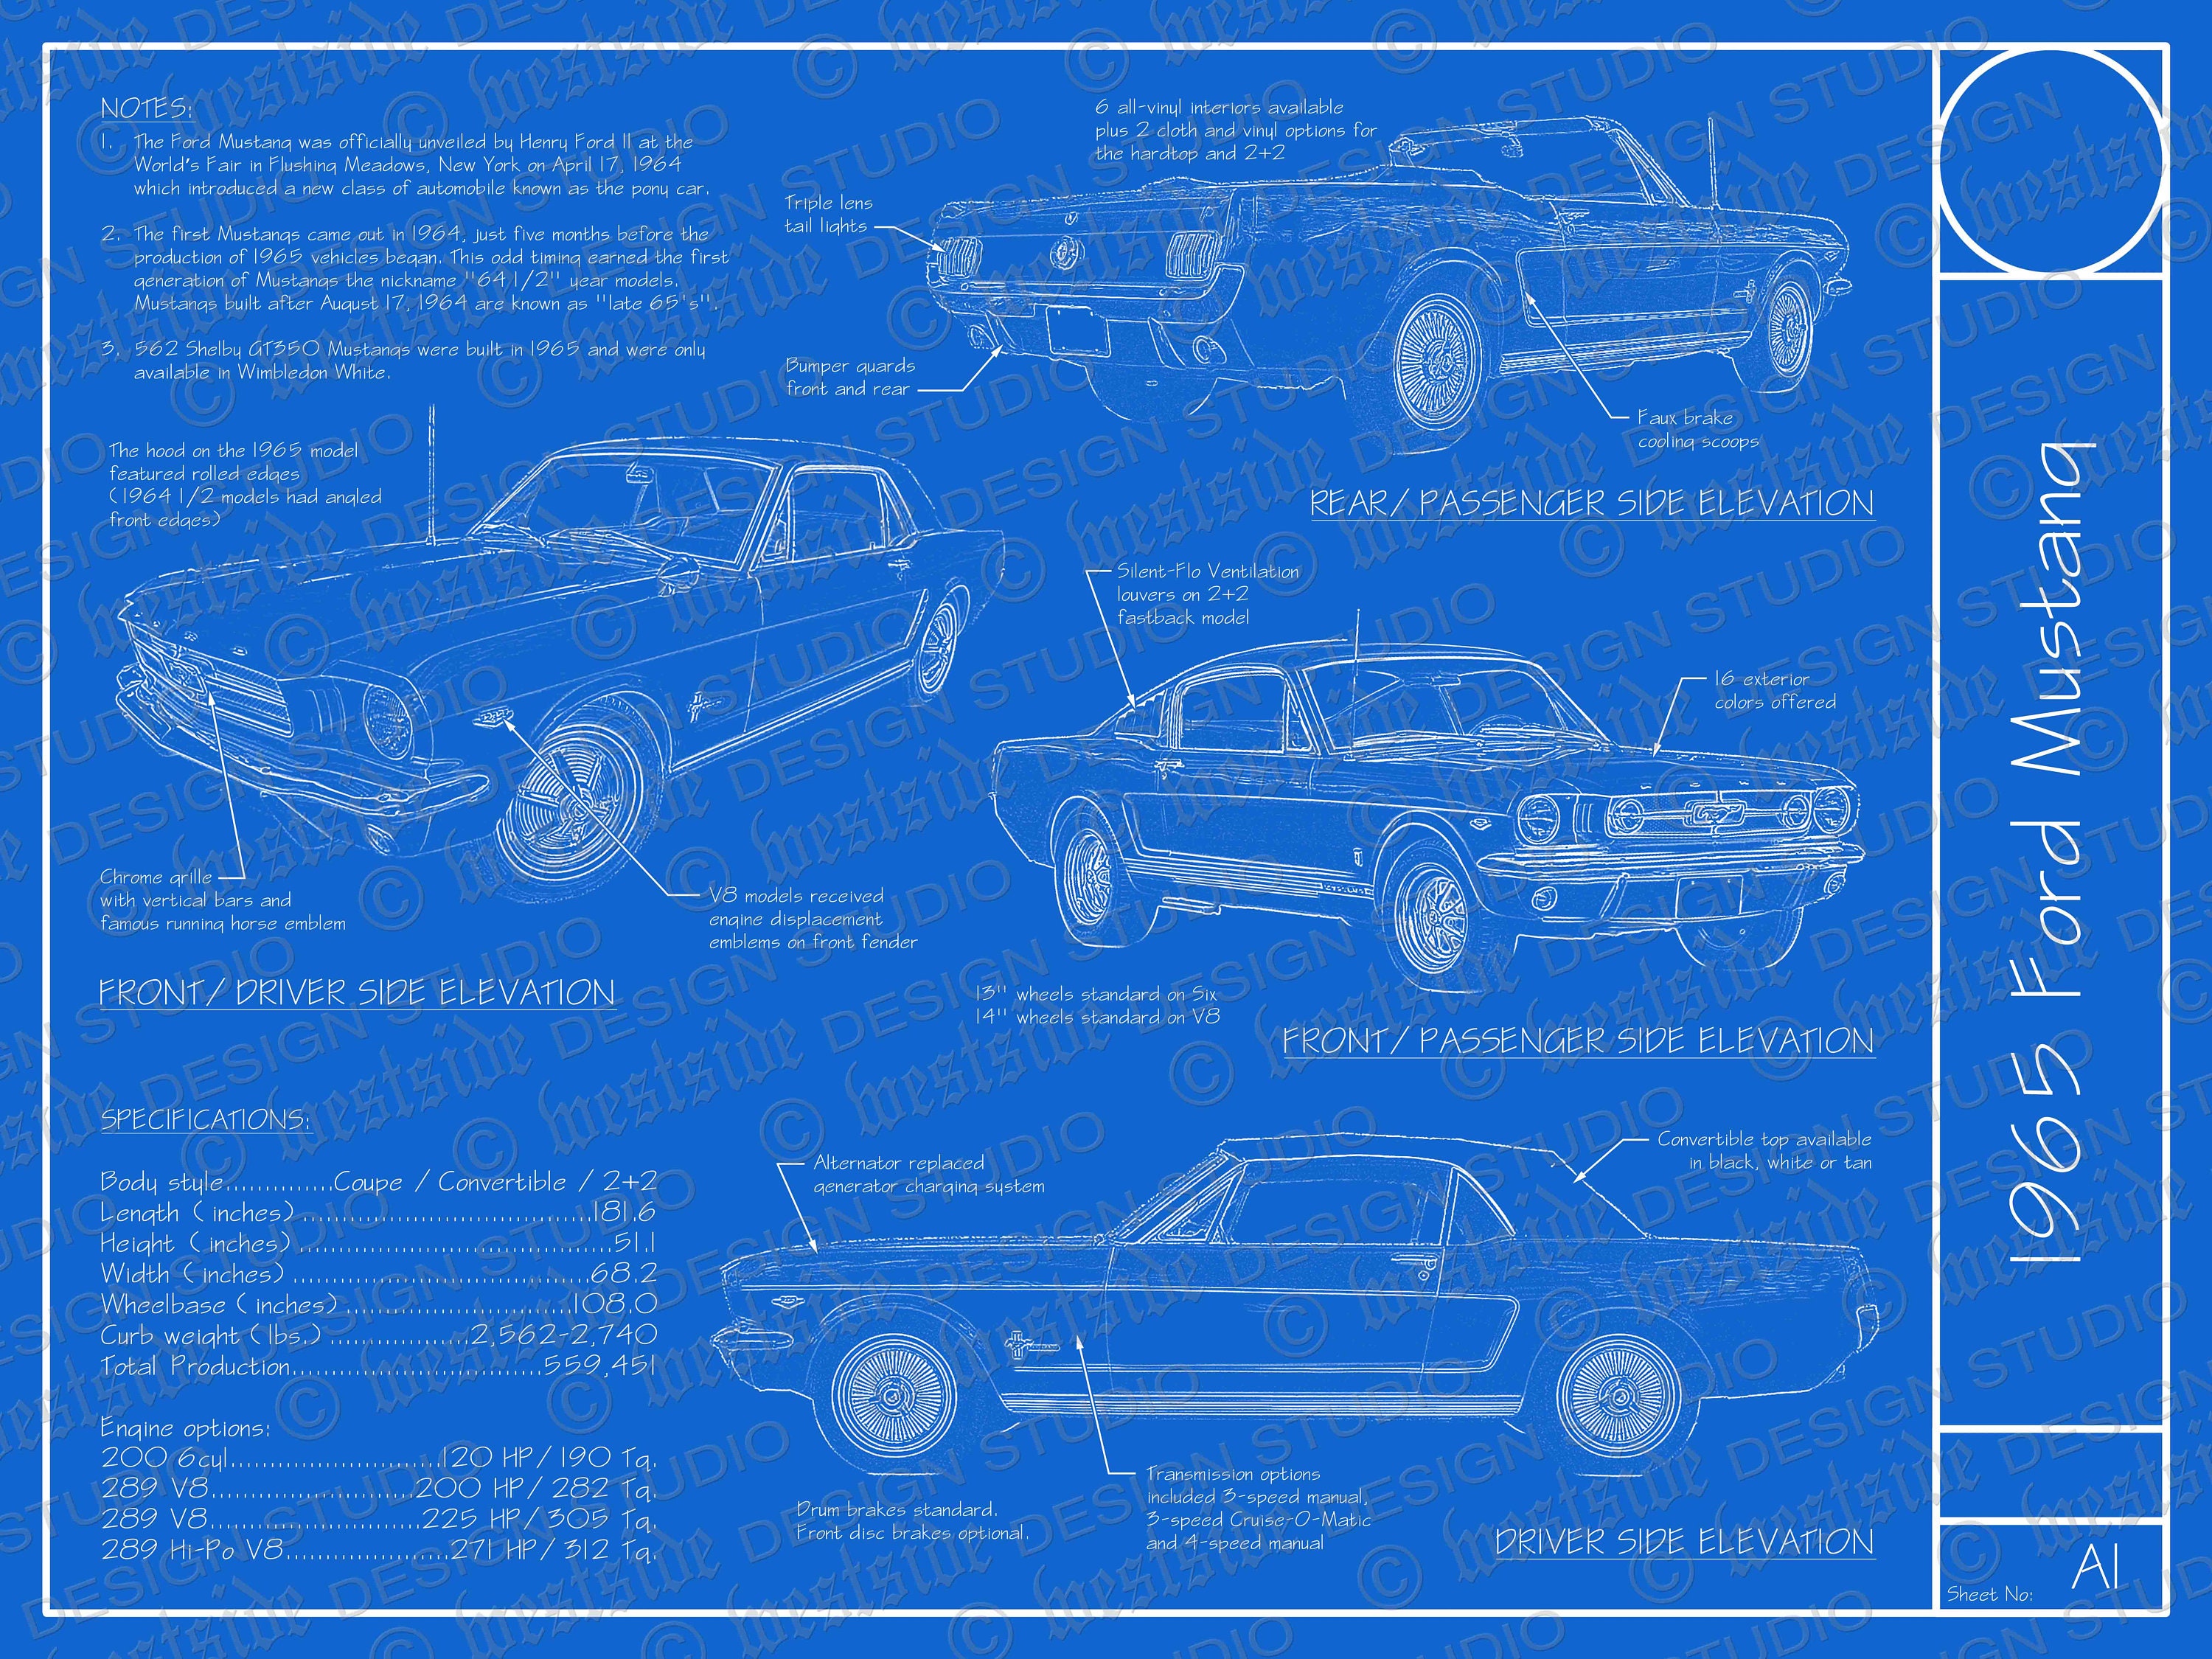 NOTES:
1. The Ford Mustang was officially unveiled by Henry Ford II at the
World's Fair in Flushing Meadows, New York on April 17, 1964
which introduced a new class of automobile known as the pony car.
2. The first Mustangs came out in 1964, just five months before the
production of 1965 vehicles began. This odd timing earned the first
generation of Mustangs the nickname "64 1/2" year models.
Mustangs built after August 17, 1964 are known as "late 65's".
3. 562 Shelby GT350 Mustangs were built in 1965 and were only
available in Wimbledon White.
6 all-vinyl interiors available
plus 2 cloth and vinyl options for
the hardtop and 2+2
Triple lens
tail lights
Bumper guards
front and rear
Faux brake
cooling scoops
REAR/ PASSENGER SIDE ELEVATION
The hood on the 1965 model
featured rolled edges
(1964 1/2 models had angled
front edges)
Chrome grille
with vertical bars and
famous running horse emblem
V8 models received
engine displacement
emblems on front fender
FRONT/ DRIVER SIDE ELEVATION
Silent-Flo Ventilation
louvers on 2+2
fastback model
16 exterior
colors offered
13" wheels standard on Six
14" wheels standard on V8
FRONT/ PASSENGER SIDE ELEVATION
SPECIFICATIONS:
Body style..............Coupe / Convertible / 2+2
Length (inches)......................................181.6
Height (inches).........................................51.1
Width (inches).......................................68.2
Wheelbase (inches)..............................108.0
Curb weight (lbs.)..................2,562-2,740
Total Production.................................559,451
Engine options:
200 6cyl...........................120 HP/ 190 Tq.
289 V8..........................200 HP/ 282 Tq.
289 V8...........................225 HP/ 305 Tq.
289 Hi-Po V8.....................271 HP/ 312 Tq.
Alternator replaced
generator charging system
Convertible top available
in black, white or tan
Drum brakes standard.
Front disc brakes optional.
Transmission options
included 3-speed manual,
3-speed Cruise-O-Matic
and 4-speed manual
DRIVER SIDE ELEVATION
1965 Ford Mustang
Sheet No: A1
© westside DESIGN STUDIO